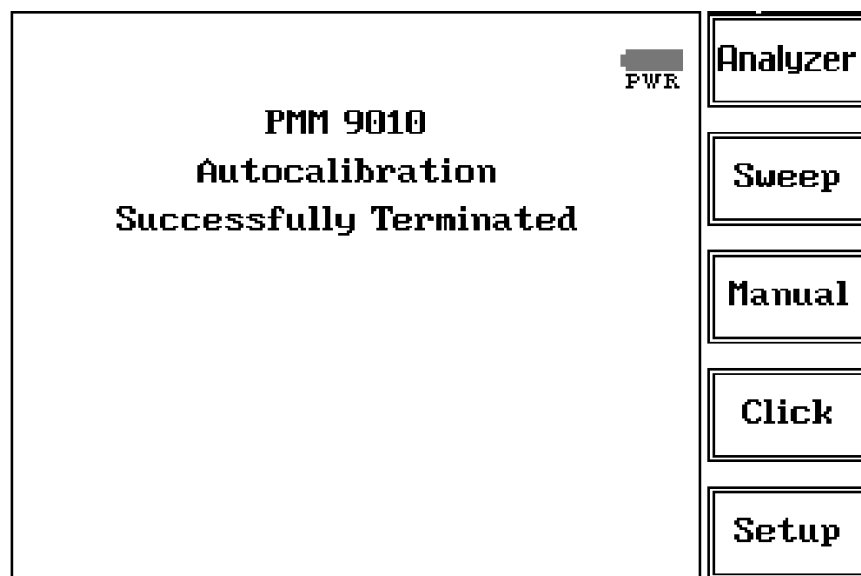 PWR
PMM 9010
Autocalibration
Successfully Terminated
Analyzer
Sweep
Manual
Click
Setup